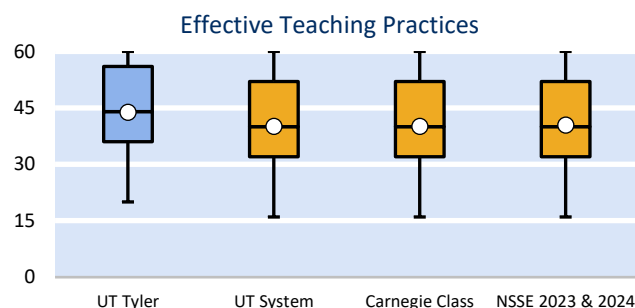 Effective Teaching Practices
60
45
30
15
0
UT Tyler UT System Carnegie Class NSSE 2023 & 2024